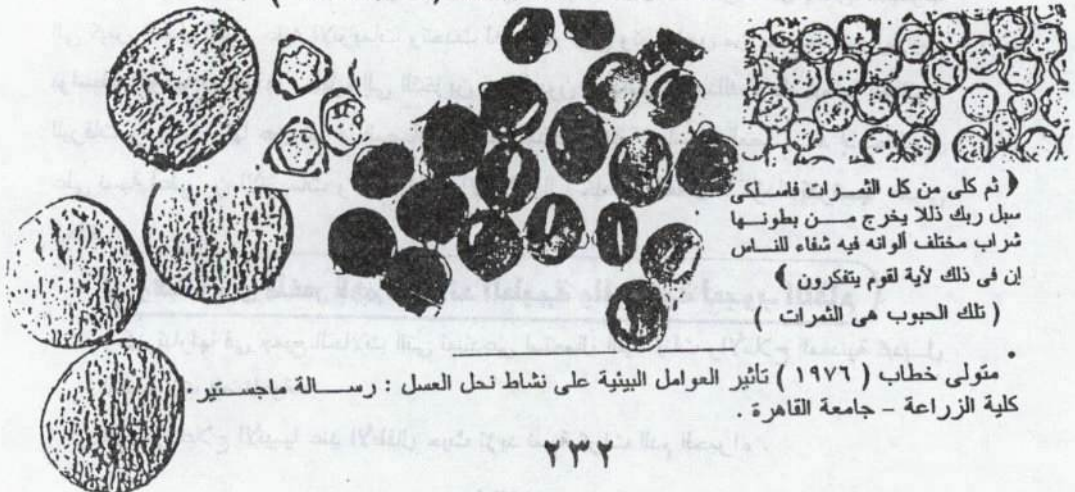 ﴿ ثم كلى من كل الثمرات فاسلكى
سبل ربك ذللا يخرج من بطونها
شراب مختلف ألوانه فيه شفاء للناس
إن فى ذلك لأية لقوم يتفكرون ﴾
( تلك الحبوب هى الثمرات )
متولى خطاب ( ١٩٧٦ ) تأثير العوامل البيئية على نشاط نحل العسل : رسالة ماجستير .
كلية الزراعة – جامعة القاهرة .
٢٣٢